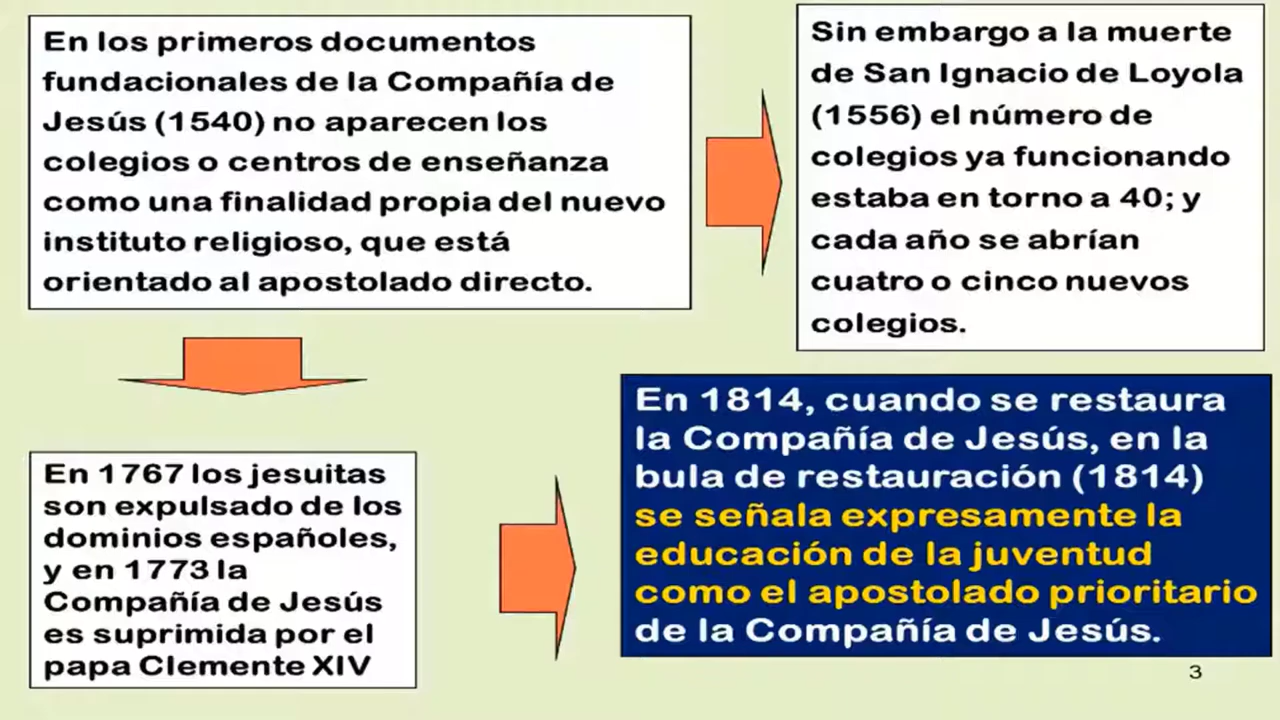 En los primeros documentos
fundacionales de la Compañía de
Jesús (1540) no aparecen los
colegios o centros de enseñanza
como una finalidad propia del nuevo
instituto religioso, que está
orientado al apostolado directo.
Sin embargo a la muerte
de San Ignacio de Loyola
(1556) el número de
colegios ya funcionando
estaba en torno a 40; y
cada año se abrían
cuatro o cinco nuevos
colegios.
En 1767 los jesuitas
son expulsado de los
dominios españoles,
y en 1773 la
Compañía de Jesús
es suprimida por el
papa Clemente XIV
En 1814, cuando se restaura
la Compañía de Jesús, en la
bula de restauración (1814)
se señala expresamente la
educación de la juventud
como el apostolado prioritario
de la Compañía de Jesús.
3